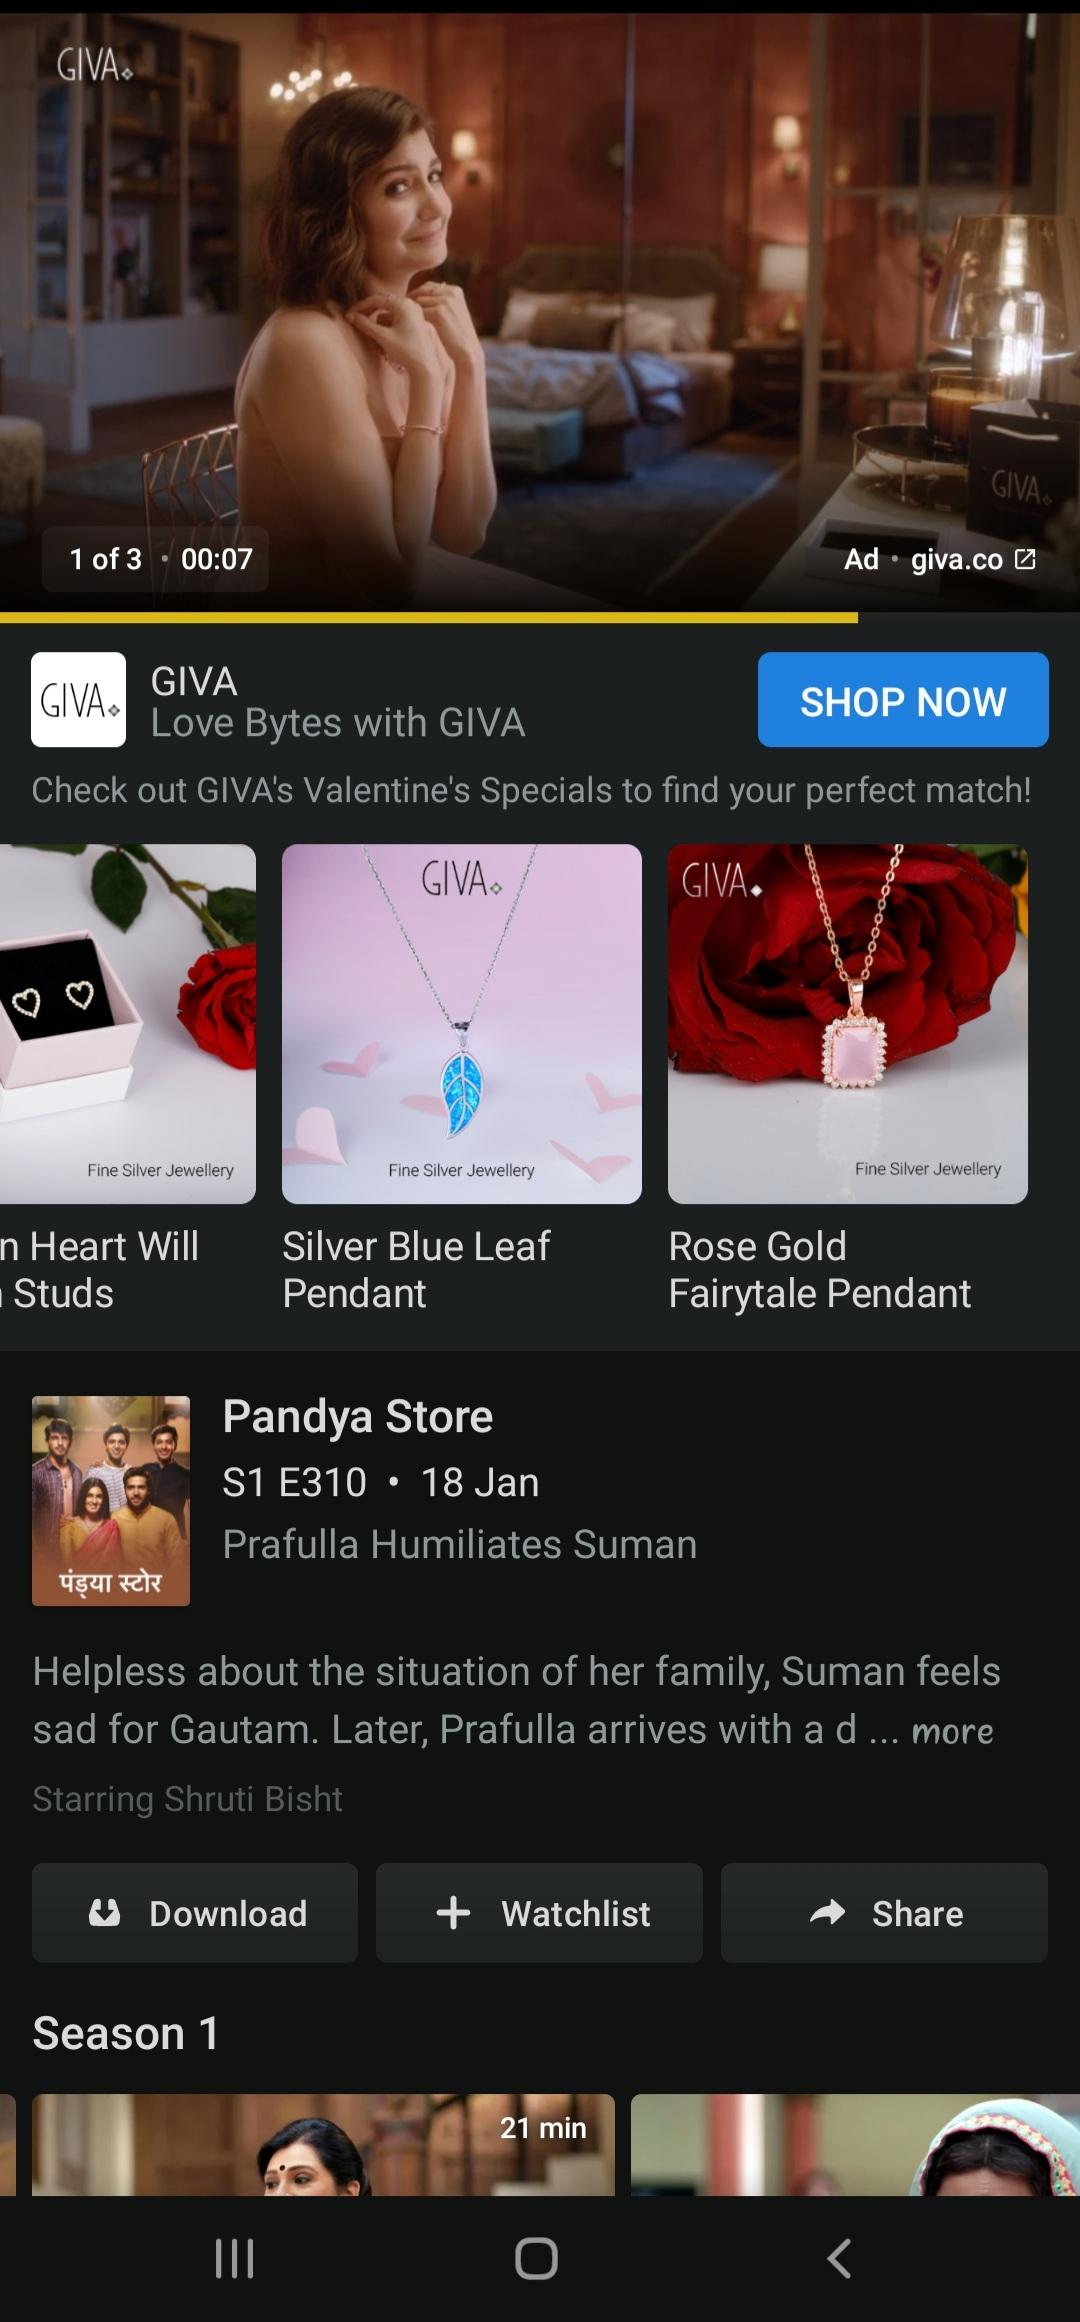 GIVA
GIVA
1 of 3 • 00:07
Ad • giva.co
GIVA
GIVA
Love Bytes with GIVA
SHOP NOW
Check out GIVA's Valentine's Specials to find your perfect match!
Fine Silver Jewellery
GIVA
Fine Silver Jewellery
GIVA
Fine Silver Jewellery
n Heart Will
Studs
Silver Blue Leaf
Pendant
Rose Gold
Fairytale Pendant
पंड्या स्टोर
Pandya Store
S1 E310 • 18 Jan
Prafulla Humiliates Suman
Helpless about the situation of her family, Suman feels
sad for Gautam. Later, Prafulla arrives with a d ... more
Starring Shruti Bisht
Download
Watchlist
Share
Season 1
21 min